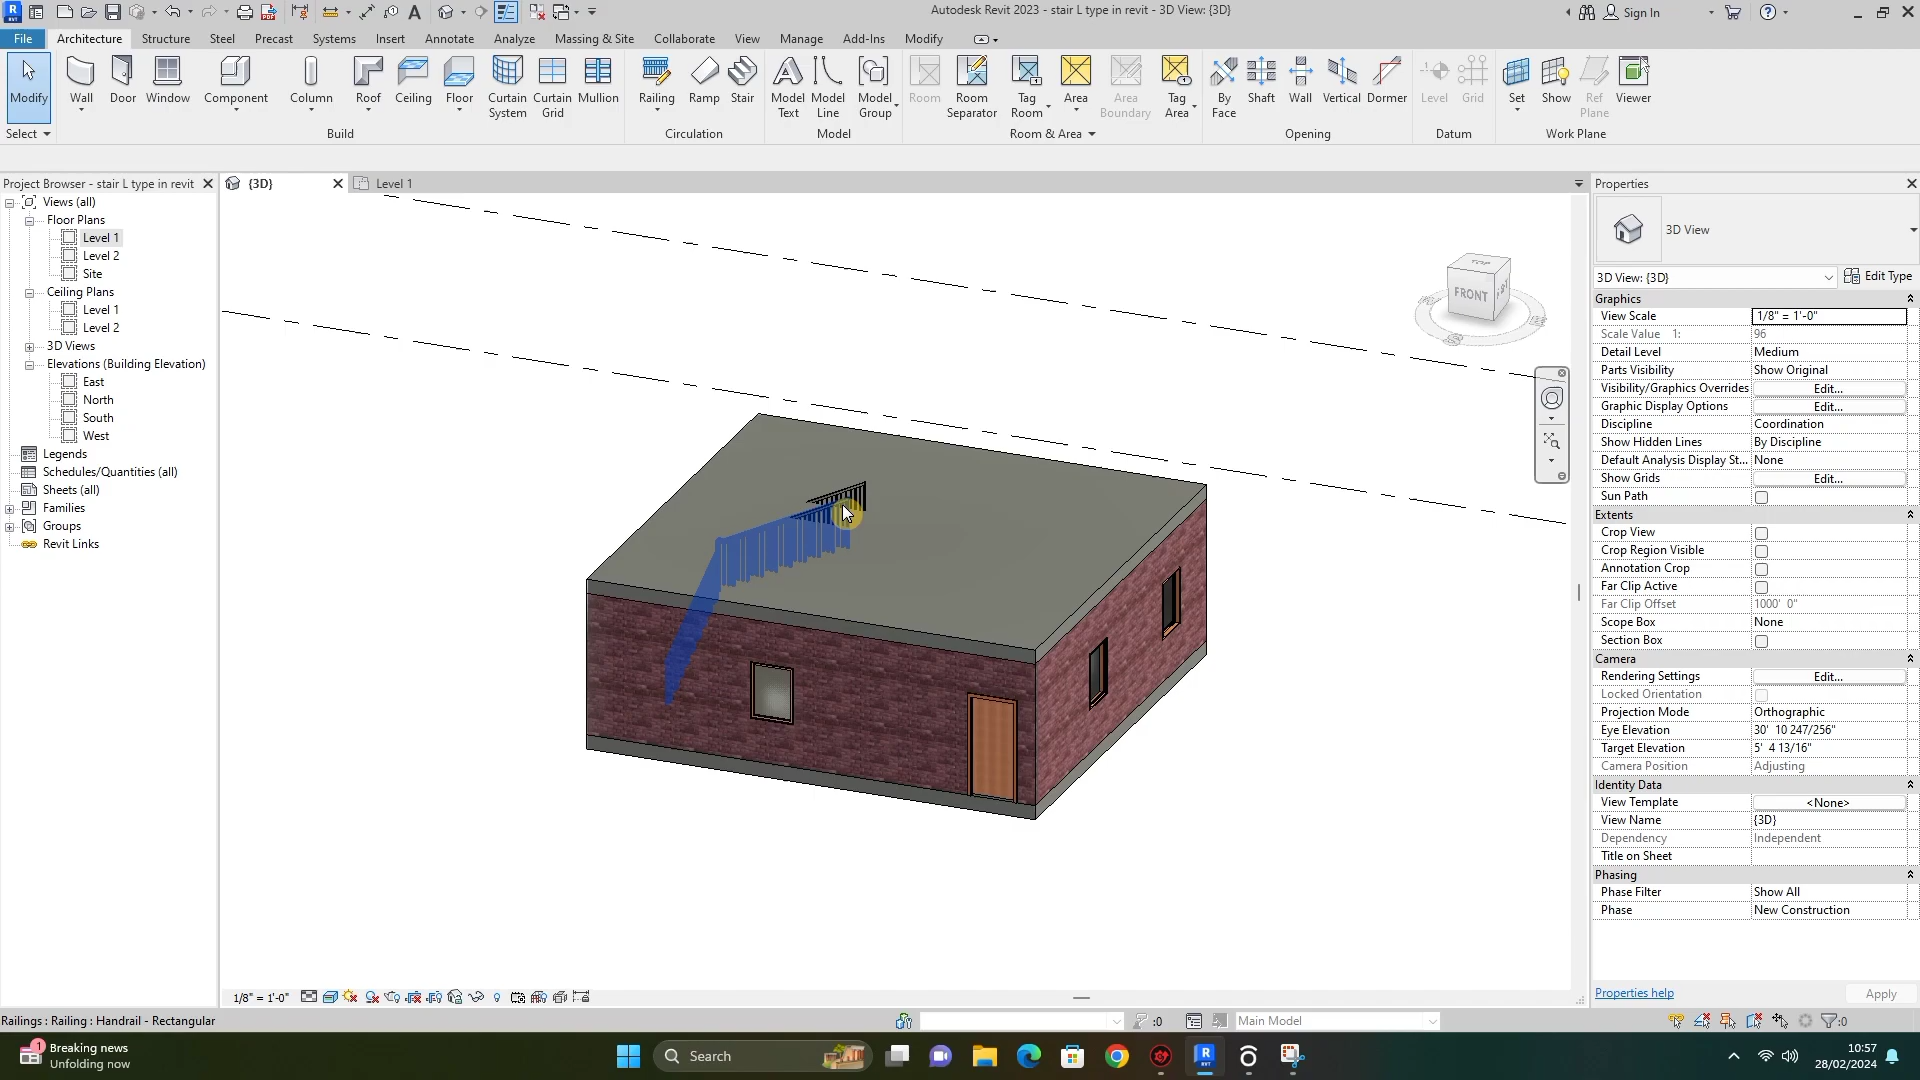 Autodesk Revit 2023 - stair L type in revit - 3D View: {3D}
Sign In
File
Architecture
Structure
Steel
Precast
Systems
Insert
Annotate
Analyze
Massing & Site
Collaborate
View
Manage
Add-Ins
Modify
Modify
Wall
Door
Window
Component
Column
Roof
Ceiling
Floor
Curtain System
Curtain Grid
Mullion
Railing
Ramp
Stair
Model Text
Model Line
Model Group
Room
Room Separator
Tag Room
Area
Area Boundary
Tag Area
By Face
Shaft
Wall
Vertical
Dormer
Level
Grid
Set
Show
Ref Plane
Viewer
Select
Build
Circulation
Model
Room & Area
Opening
Datum
Work Plane
Project Browser - stair L type in revit
{3D}
Level 1
Properties
Views (all)
Floor Plans
Level 1
Level 2
Site
Ceiling Plans
Level 1
Level 2
3D Views
Elevations (Building Elevation)
East
North
South
West
Legends
Schedules/Quantities (all)
Sheets (all)
Families
Groups
Revit Links
TOP
FRONT
3D View
3D View: {3D}
Edit Type
Graphics
View Scale 1/8" = 1'-0"
Scale Value 1: 96
Detail Level Medium
Parts Visibility Show Original
Visibility/Graphics Overrides Edit...
Graphic Display Options Edit...
Discipline Coordination
Show Hidden Lines By Discipline
Default Analysis Display St... None
Show Grids Edit...
Sun Path
Extents
Crop View
Crop Region Visible
Annotation Crop
Far Clip Active
Far Clip Offset 1000' 0"
Scope Box None
Section Box
Camera
Rendering Settings Edit...
Locked Orientation
Projection Mode Orthographic
Eye Elevation 30' 10 247/256"
Target Elevation 5' 4 13/16"
Camera Position Adjusting
Identity Data
View Template <None>
View Name {3D}
Dependency Independent
Title on Sheet
Phasing
Phase Filter Show All
Phase New Construction
Properties help
Apply
1/8" = 1'-0"
Railings : Railing : Handrail - Rectangular
:0
Main Model
:0
1
Breaking news
Unfolding now
Search
10:57
28/02/2024